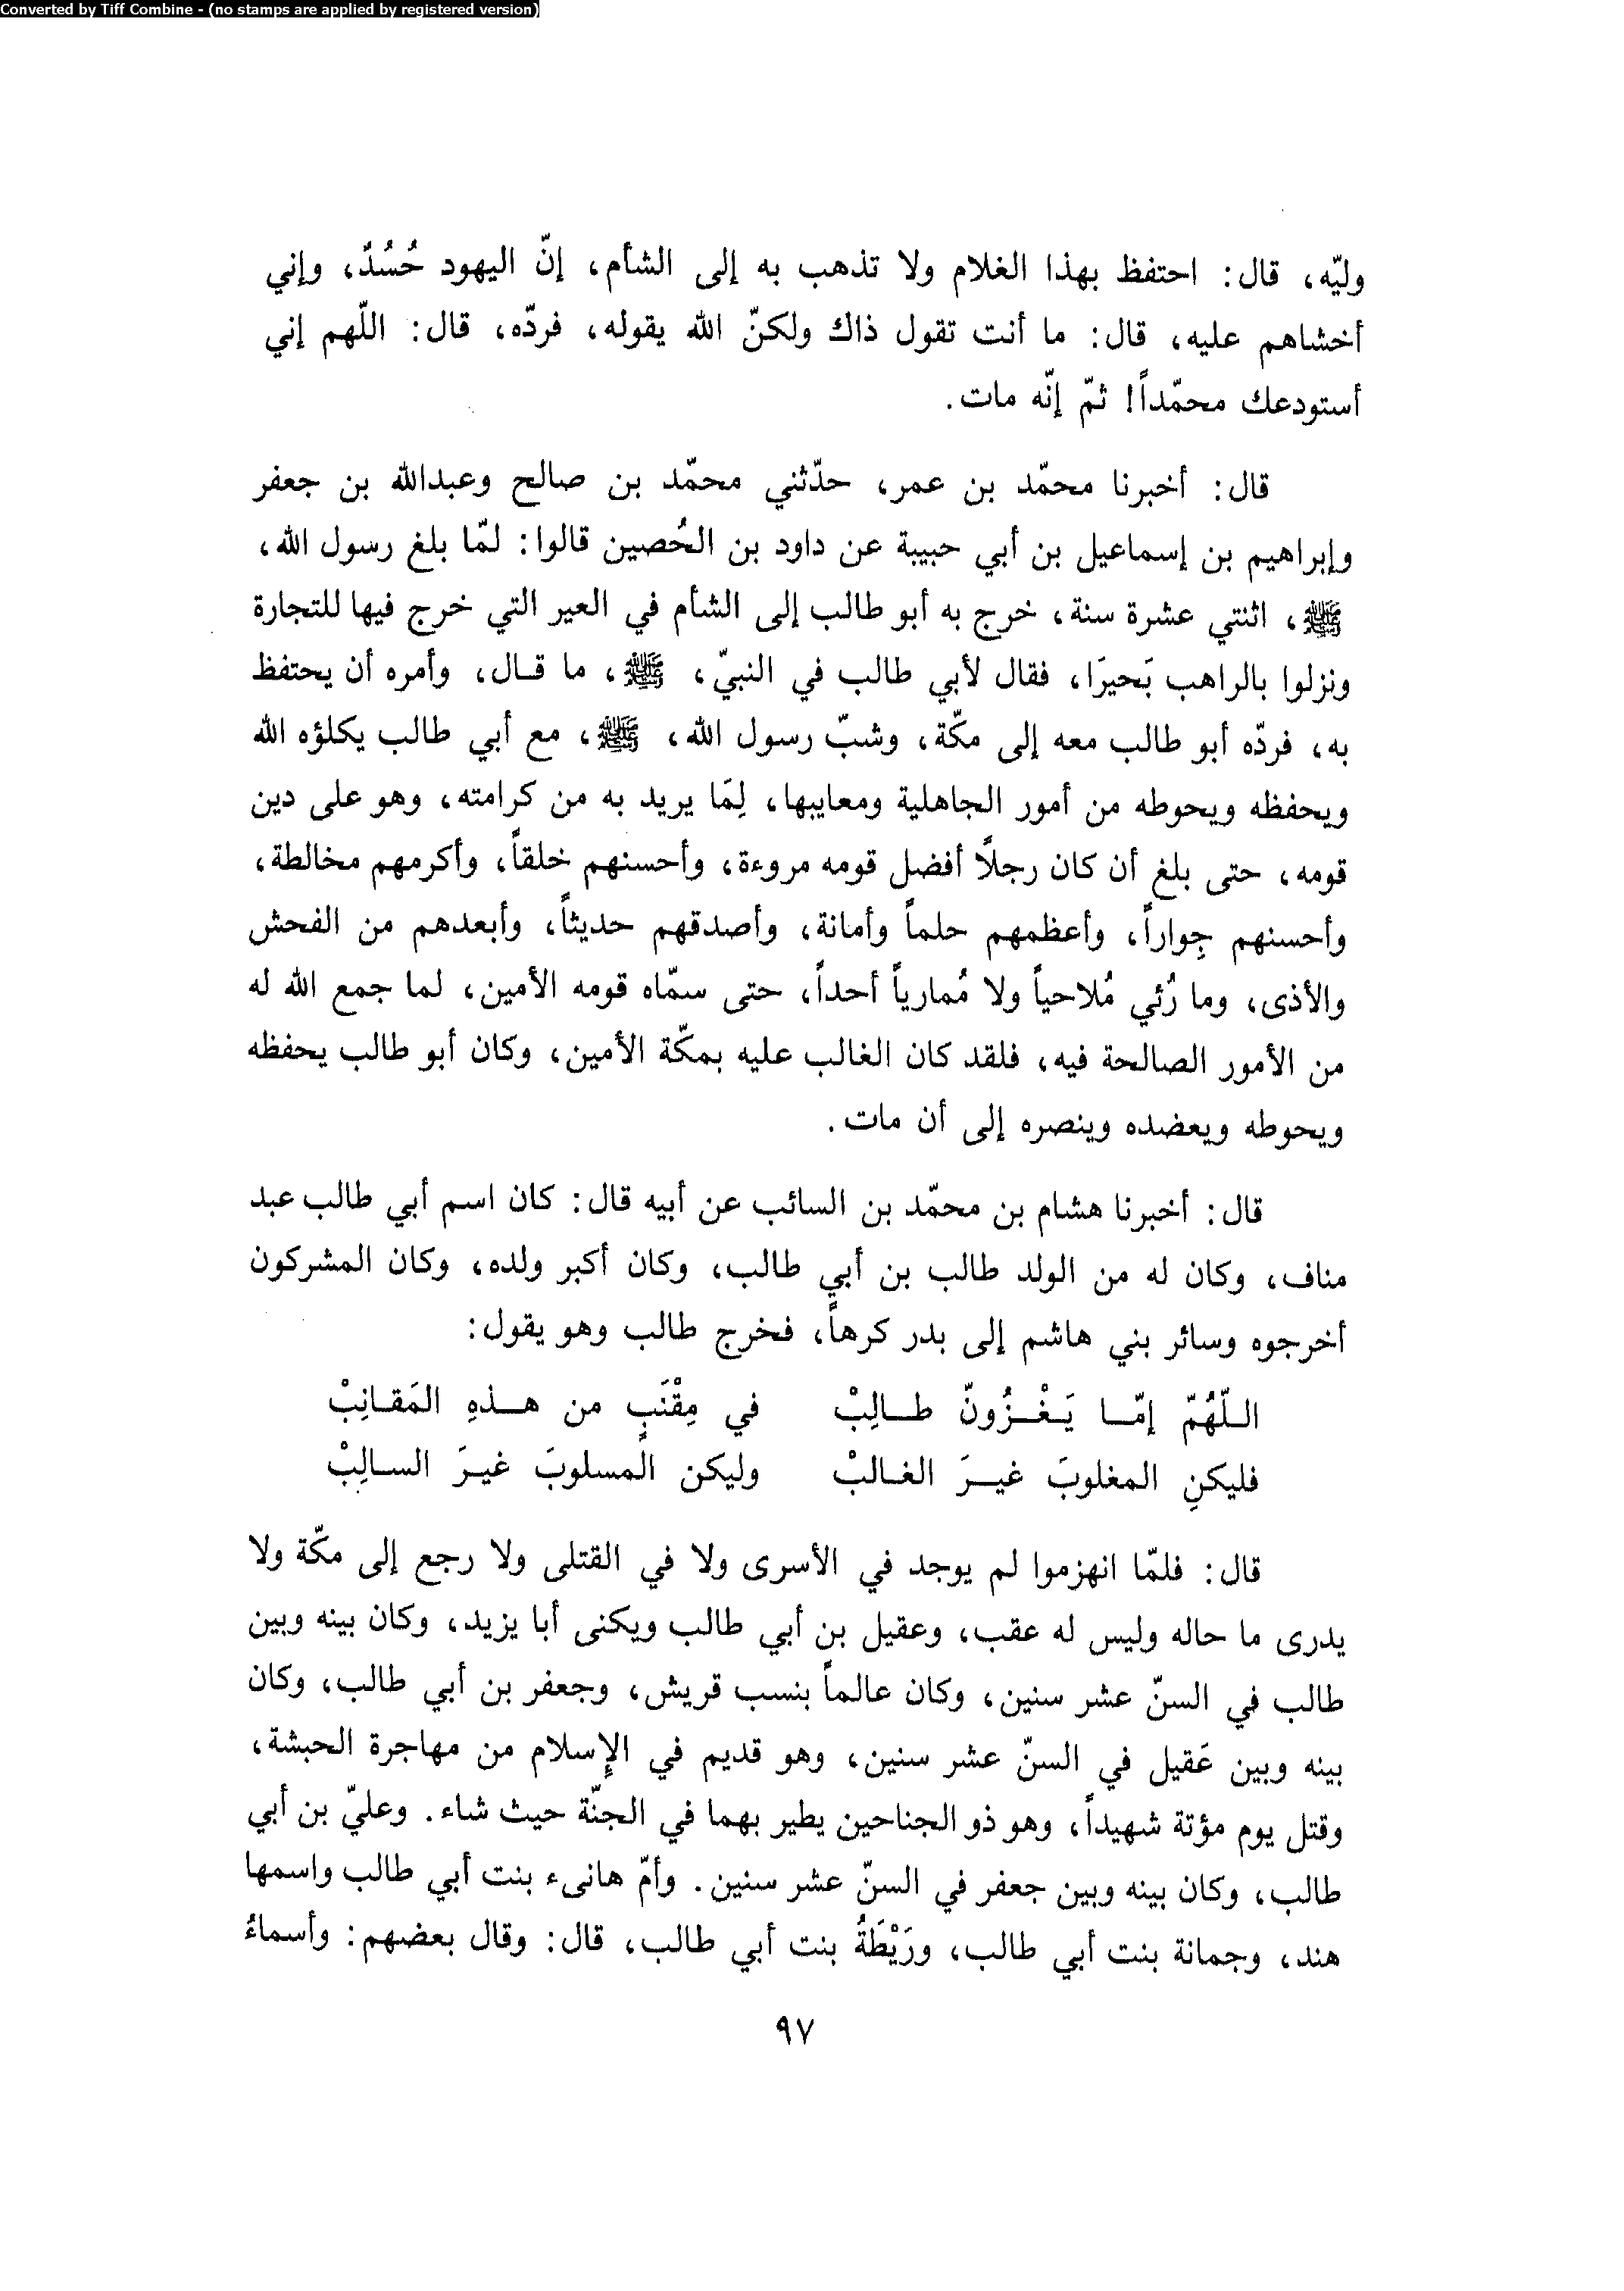 Converted by Tiff Combine - (no stamps are applied by registered version)
وليّه، قال: احتفظ بهذا الغلام ولا تذهب به إلى الشأم، إنّ اليهود حُسُدٌ، وإني
أخشاهم عليه، قال: ما أنت تقول ذاك ولكنّ الله يقوله، فردّه، قال: اللّهم إني
أستودعك محمّداً! ثمّ إنّه مات.
قال: أخبرنا محمّد بن عمر، حدّثني محمّد بن صالح وعبدالله بن جعفر
وإبراهيم بن إسماعيل بن أبي حبيبة عن داود بن الحُصين قالوا: لمّا بلغ رسول الله،
ﷺ، اثنتي عشرة سنة، خرج به أبو طالب إلى الشأم في العير التي خرج فيها للتجارة
ونزلوا بالراهب بَحيرَا، فقال لأبي طالب في النبيّ، ﷺ، ما قال، وأمره أن يحتفظ
به، فردّه أبو طالب معه إلى مكّة، وشبّ رسول الله، ﷺ، مع أبي طالب يكلؤه الله
ويحفظه ويحوطه من أمور الجاهلية ومعايبها، لِمَا يريد به من كرامته، وهو على دين
قومه، حتى بلغ أن كان رجلاً أفضل قومه مروءة، وأحسنهم خلقاً، وأكرمهم مخالطة،
وأحسنهم جِواراً، وأعظمهم حلماً وأمانة، وأصدقهم حديثاً، وأبعدهم من الفحش
والأذى، وما رُئي مُلاحياً ولا مُمارياً أحداً، حتى سمّاه قومه الأمين، لما جمع الله له
من الأمور الصالحة فيه، فلقد كان الغالب عليه بمكّة الأمين، وكان أبو طالب يحفظه
ويحوطه ويعضده وينصره إلى أن مات.
قال: أخبرنا هشام بن محمّد بن السائب عن أبيه قال: كان اسم أبي طالب عبد
مناف، وكان له من الولد طالب بن أبي طالب، وكان أكبر ولده، وكان المشركون
أخرجوه وسائر بني هاشم إلى بدر كرهاً، فخرج طالب وهو يقول:
اللّهُمّ إمّا يَغْزُونّ طالِبْ في مِقْنَبٍ من هذهِ المَقانِبْ
فليكنِ المغلوبَ غيرَ الغالبْ وليكن المسلوبَ غيرَ السالِبْ
قال: فلمّا انهزموا لم يوجد في الأسرى ولا في القتلى ولا رجع إلى مكّة ولا
يدرى ما حاله وليس له عقب، وعقيل بن أبي طالب ويكنى أبا يزيد، وكان بينه وبين
طالب في السنّ عشر سنين، وكان عالماً بنسب قريش، وجعفر بن أبي طالب، وكان
بينه وبين عَقيل في السنّ عشر سنين، وهو قديم في الإسلام من مهاجرة الحبشة،
وقتل يوم مؤتة شهيداً، وهو ذو الجناحين يطير بهما في الجنّة حيث شاء. وعليّ بن أبي
طالب، وكان بينه وبين جعفر في السنّ عشر سنين. وأمّ هانىء بنت أبي طالب واسمها
هند، وجمانة بنت أبي طالب، ورَيْطَةُ بنت أبي طالب، قال: وقال بعضهم: وأسماءُ
٩٧